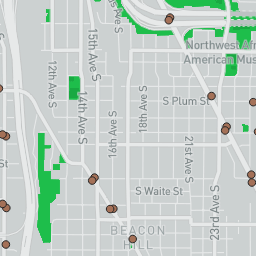 15th Ave S
Northwest Afr
American Mus
12th Ave S
14th Ave S
S Plum St
18th Ave S
16th Ave S
21st Ave S
St
S Waite St
23rd Ave S
BEACON
HILL